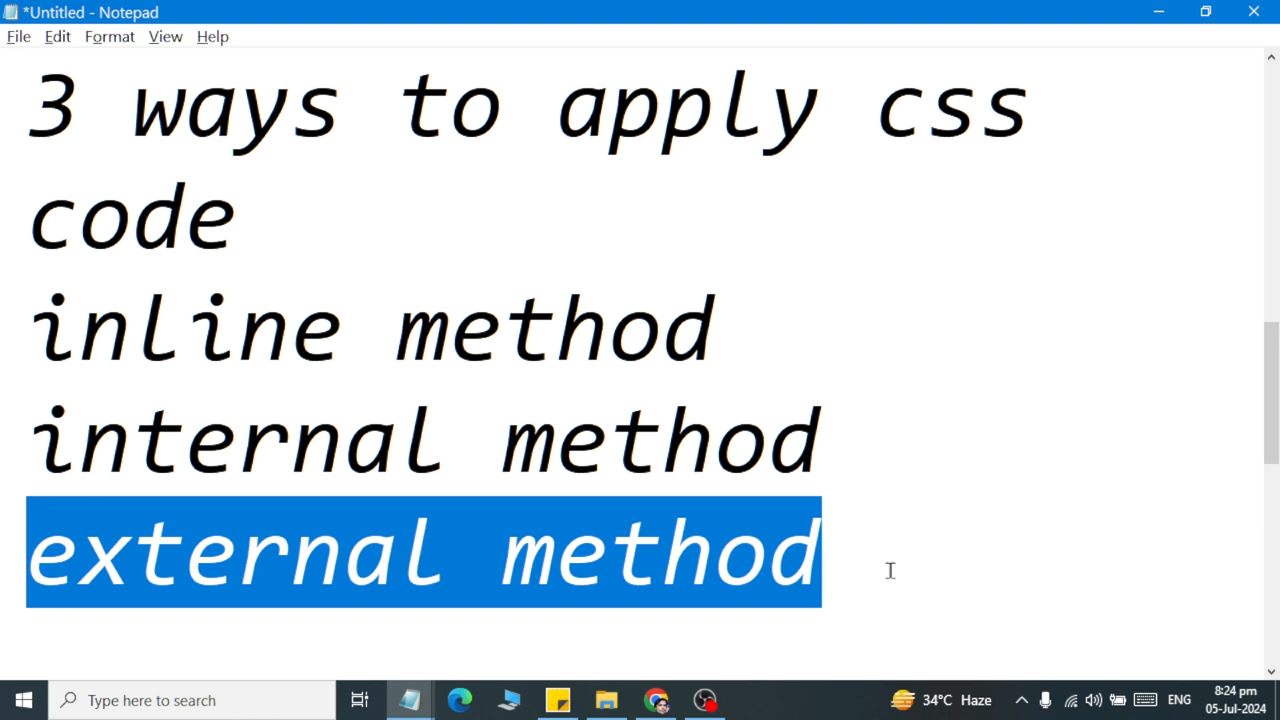 *Untitled - Notepad
File Edit Format View Help
3 ways to apply css
code
inline method
internal method
external method
Type here to search
34°C Haze
ENG
8:24 pm
05-Jul-2024